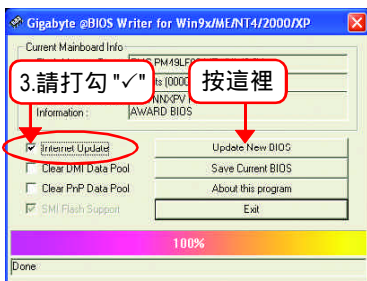 Gigabyte @BIOS Writer for Win9x/ME/NT4/2000/XP
Current Mainboard Info
3.請打勾 "✓"
按這裡
Information : AWARD BIOS
Internet Update
Update New BIOS
Clear DMI Data Pool
Save Current BIOS
Clear PnP Data Pool
About this program
SMI Flash Support
Exit
100%
Done